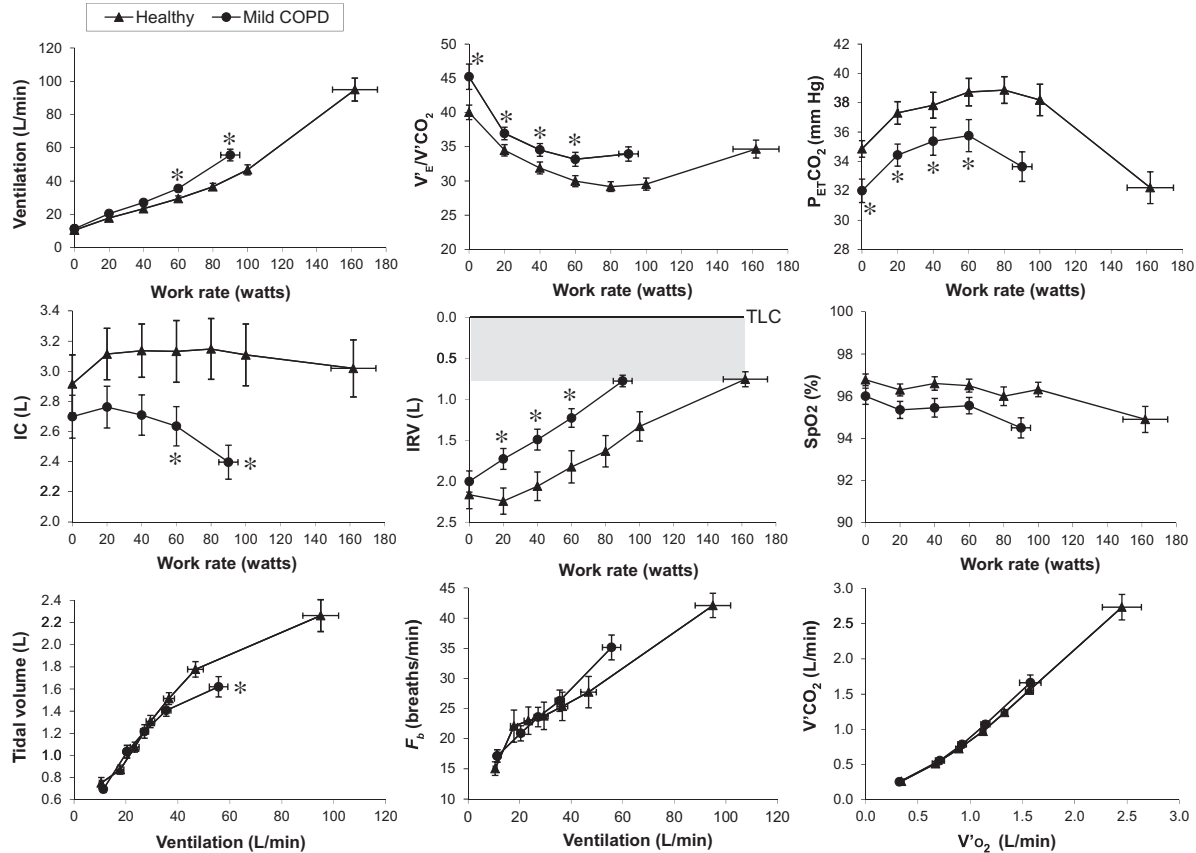 Healthy Mild COPD
Ventilation (L/min)
120
100
80
60
40
20
0
* *
0 20 40 60 80 100 120 140 160 180
Work rate (watts)
V'E/V'CO2
50
45
40
35
30
25
20
* * * *
0 20 40 60 80 100 120 140 160 180
Work rate (watts)
PETCO2 (mm Hg)
42
40
38
36
34
32
30
28
* * * *
0 20 40 60 80 100 120 140 160 180
Work rate (watts)
IC (L)
3.4
3.2
3.0
2.8
2.6
2.4
2.2
2.0
* *
0 20 40 60 80 100 120 140 160 180
Work rate (watts)
IRV (L)
0.0
0.5
1.0
1.5
2.0
2.5
TLC
* * *
0 20 40 60 80 100 120 140 160 180
Work rate (watts)
SpO2 (%)
98
96
94
92
90
0 20 40 60 80 100 120 140 160 180
Work rate (watts)
Tidal volume (L)
2.4
2.2
2.0
1.8
1.6
1.4
1.2
1.0
0.8
0.6
*
0 20 40 60 80 100 120
Ventilation (L/min)
Fb (breaths/min)
45
40
35
30
25
20
15
10
0 20 40 60 80 100 120
Ventilation (L/min)
V'CO2 (L/min)
3.0
2.5
2.0
1.5
1.0
0.5
0.0
0.0 0.5 1.0 1.5 2.0 2.5 3.0
V'O2 (L/min)